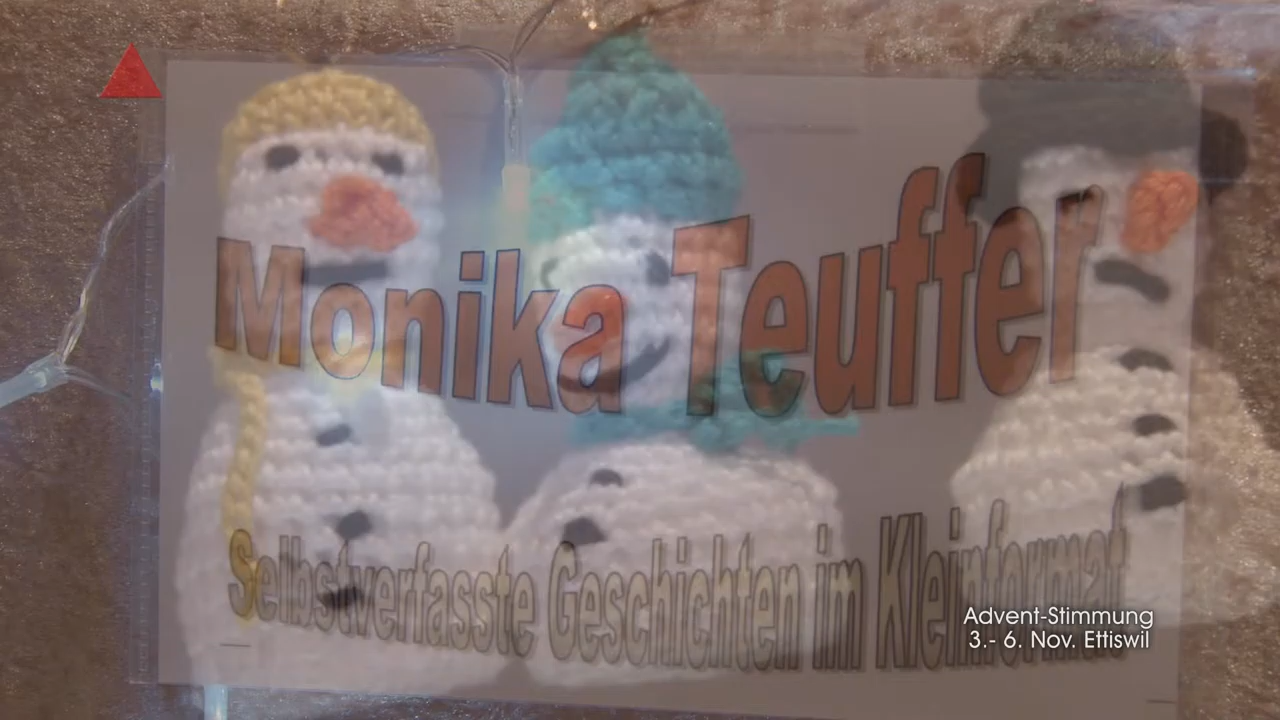 Monika Teuffer
Selbstverfasste Geschichten im Kleinformat
Advent-Stimmung
3.- 6. Nov. Ettiswil